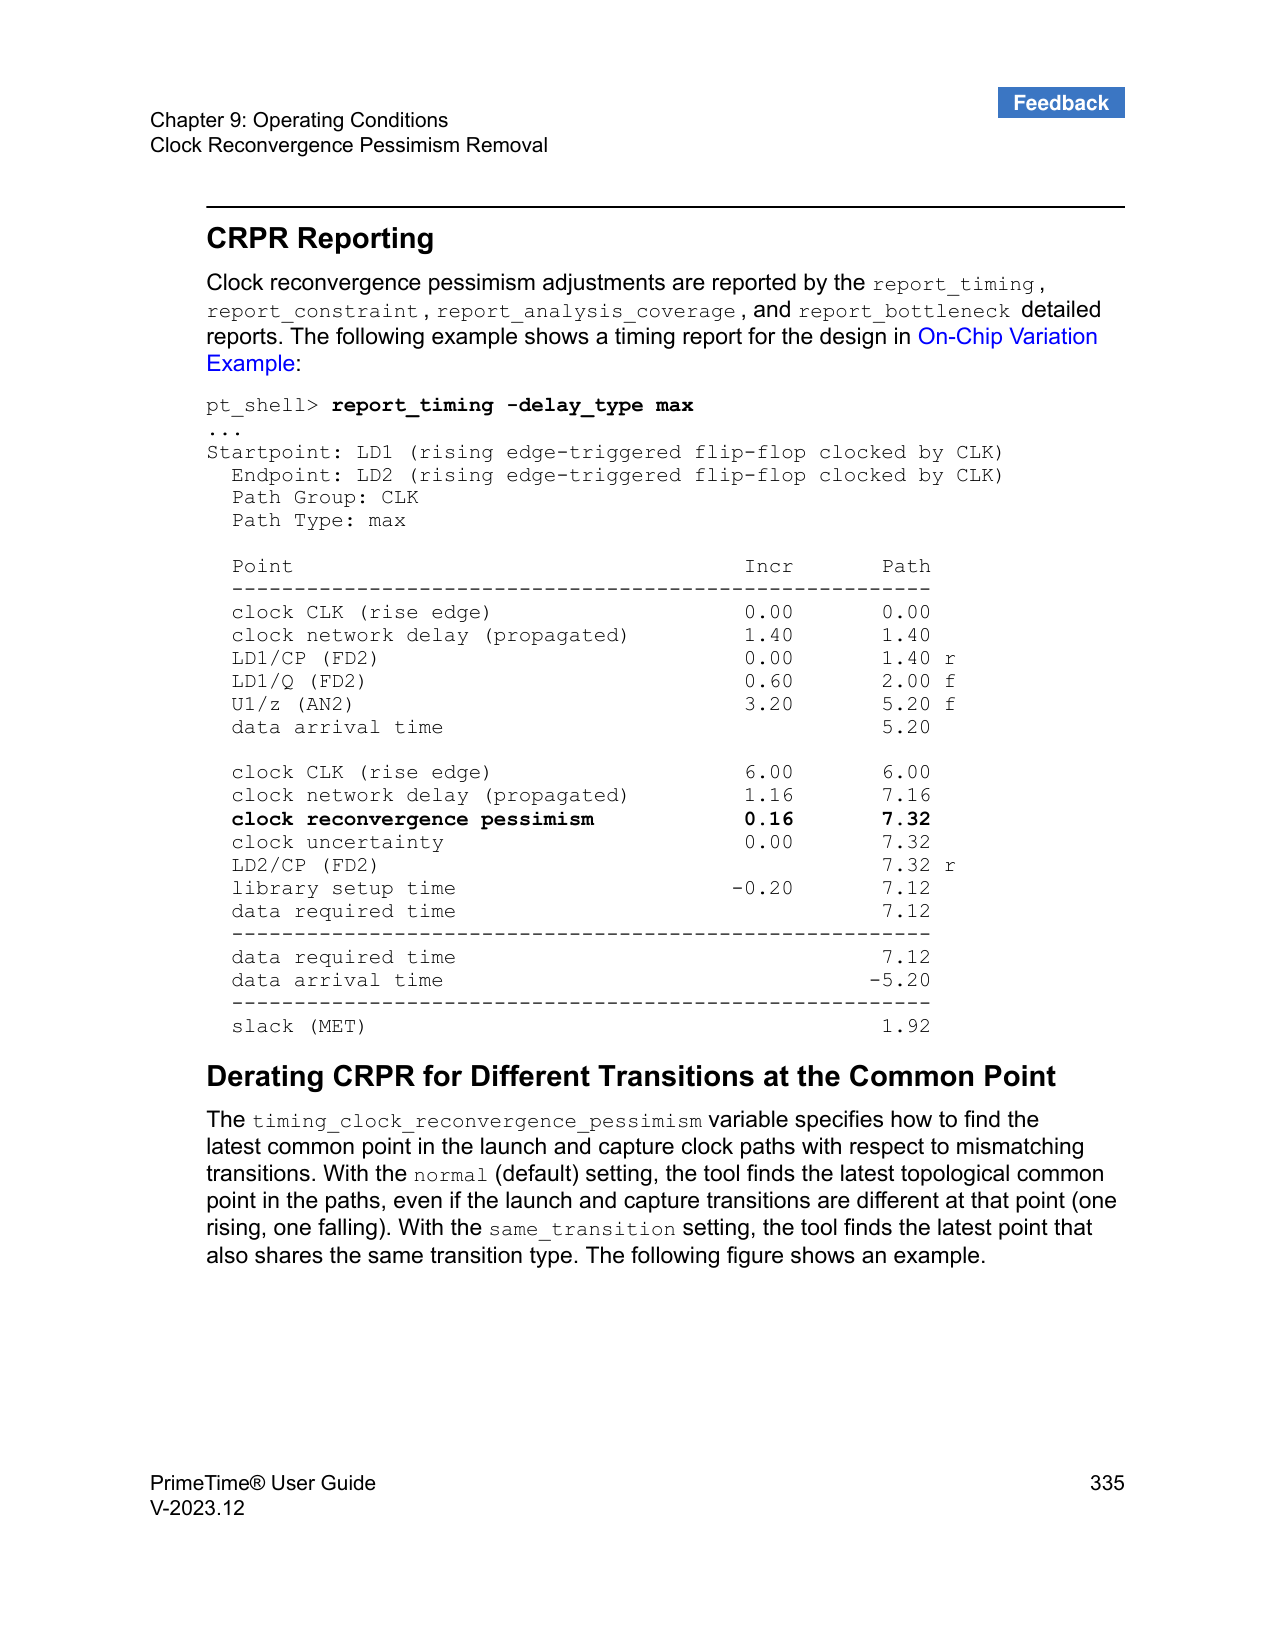 Feedback
Chapter 9: Operating Conditions
Clock Reconvergence Pessimism Removal
CRPR Reporting
Clock reconvergence pessimism adjustments are reported by the report_timing,
report_constraint, report_analysis_coverage, and report_bottleneck detailed
reports. The following example shows a timing report for the design in On-Chip Variation
Example:
pt_shell> report_timing -delay_type max
...
Startpoint: LD1 (rising edge-triggered flip-flop clocked by CLK)
  Endpoint: LD2 (rising edge-triggered flip-flop clocked by CLK)
  Path Group: CLK
  Path Type: max
  Point                                    Incr       Path
  --------------------------------------------------------
  clock CLK (rise edge)                    0.00       0.00
  clock network delay (propagated)         1.40       1.40
  LD1/CP (FD2)                             0.00       1.40 r
  LD1/Q (FD2)                              0.60       2.00 f
  U1/z (AN2)                               3.20       5.20 f
  data arrival time                                   5.20
  clock CLK (rise edge)                    6.00       6.00
  clock network delay (propagated)         1.16       7.16
  clock reconvergence pessimism            0.16       7.32
  clock uncertainty                        0.00       7.32
  LD2/CP (FD2)                                        7.32 r
  library setup time                      -0.20       7.12
  data required time                                  7.12
  --------------------------------------------------------
  data required time                                  7.12
  data arrival time                                  -5.20
  --------------------------------------------------------
  slack (MET)                                         1.92
Derating CRPR for Different Transitions at the Common Point
The timing_clock_reconvergence_pessimism variable specifies how to find the
latest common point in the launch and capture clock paths with respect to mismatching
transitions. With the normal (default) setting, the tool finds the latest topological common
point in the paths, even if the launch and capture transitions are different at that point (one
rising, one falling). With the same_transition setting, the tool finds the latest point that
also shares the same transition type. The following figure shows an example.
PrimeTime® User Guide 335
V-2023.12